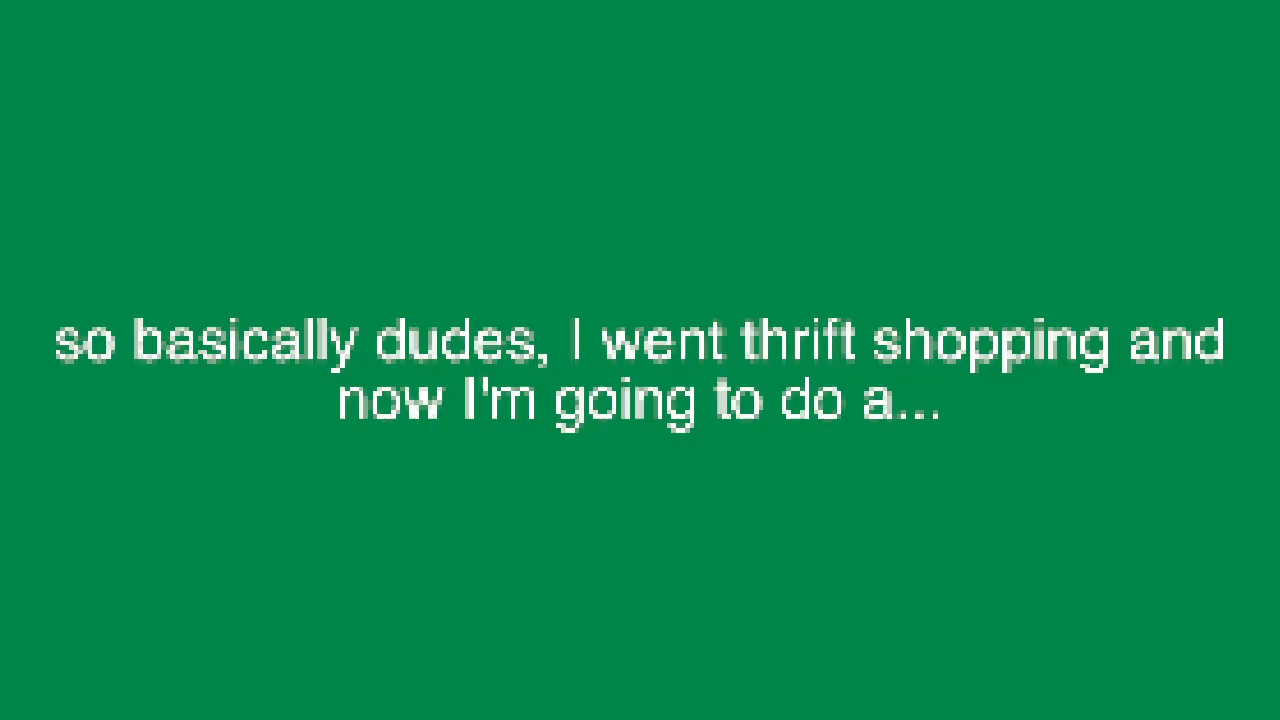 so basically dudes, I went thrift shopping and
now I'm going to do a...